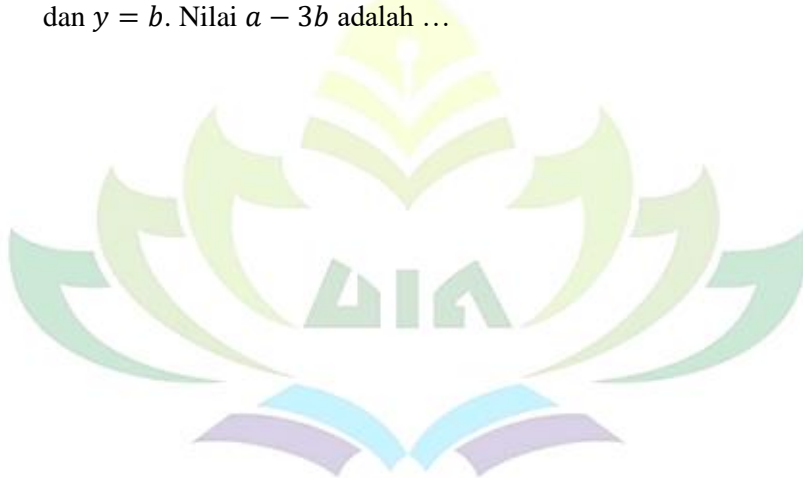 dan 𝑦 = 𝑏. Nilai 𝑎 − 3𝑏 adalah …